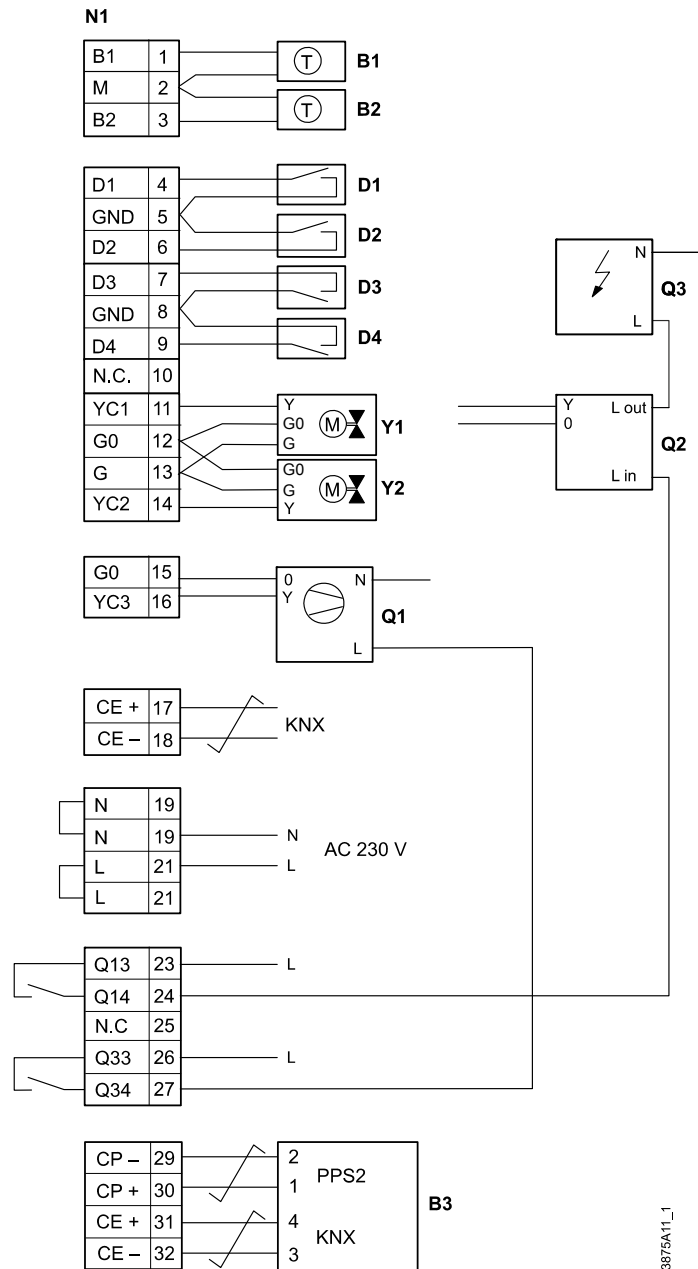 N1
B1 1
M 2
B2 3
T B1
T B2
D1 4
GND 5
D2 6
D3 7
GND 8
D4 9
N.C. 10
YC1 11
G0 12
G 13
YC2 14
D1
D2
D3
D4
Y
G0 M Y1
G
G0
G M Y2
Y
N
Q3
L
Y L out
0
Q2
L in
G0 15
YC3 16
0 N
Y
Q1
L
CE + 17
CE – 18
KNX
N 19
N 19
L 21
L 21
N
AC 230 V
L
Q13 23
Q14 24
N.C 25
Q33 26
Q34 27
L
L
CP – 29
CP + 30
CE + 31
CE – 32
2
PPS2
1
B3
4
KNX
3
3875A11_1